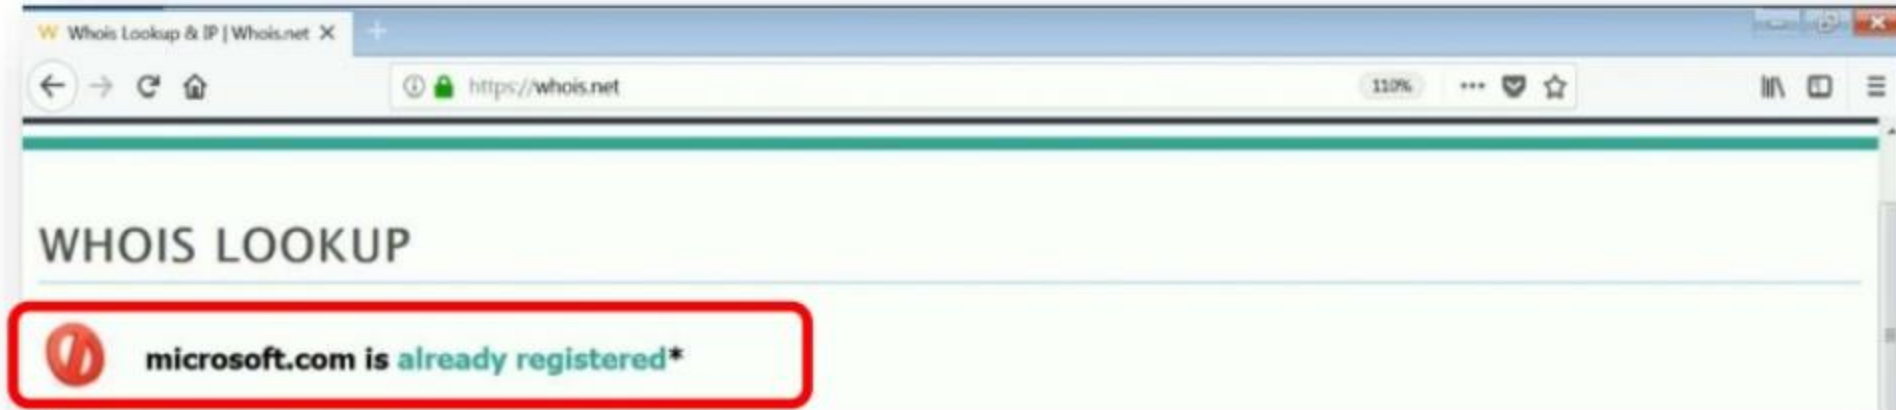 Whois Lookup & IP | Whois.net
https://whois.net
110%
WHOIS LOOKUP
microsoft.com is already registered*